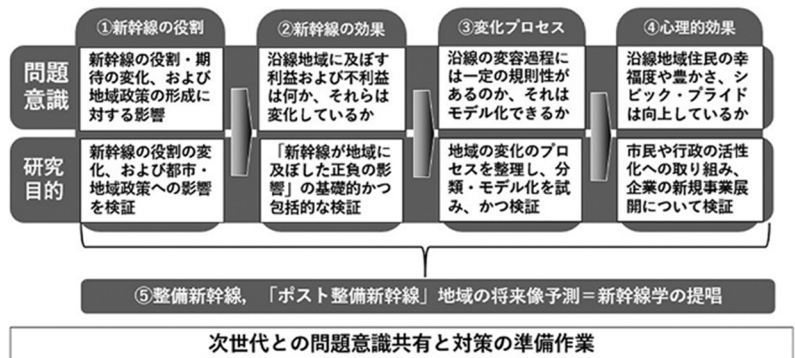 ①新幹線の役割
②新幹線の効果
③変化プロセス
④心理的効果
問題
意識
新幹線の役割・期
待の変化、および
地域政策の形成に
対する影響
沿線地域に及ぼす
利益および不利益
は何か、それらは
変化しているか
沿線の変容過程に
は一定の規則性が
あるのか、それは
モデル化できるか
沿線地域住民の幸
福度や豊かさ、シ
ビック・プライド
は向上しているか
研究
目的
新幹線の役割の変
化、および都市・
地域政策への影響
を検証
「新幹線が地域に
及ぼした正負の影
響」の基礎的かつ
包括的な検証
地域の変化のプロ
セスを整理し、分
類・モデル化を試
み、かつ検証
市民や行政の活性
化への取り組み、
企業の新規事業展
開について検証
⑤整備新幹線，「ポスト整備新幹線」地域の将来像予測＝新幹線学の提唱
次世代との問題意識共有と対策の準備作業